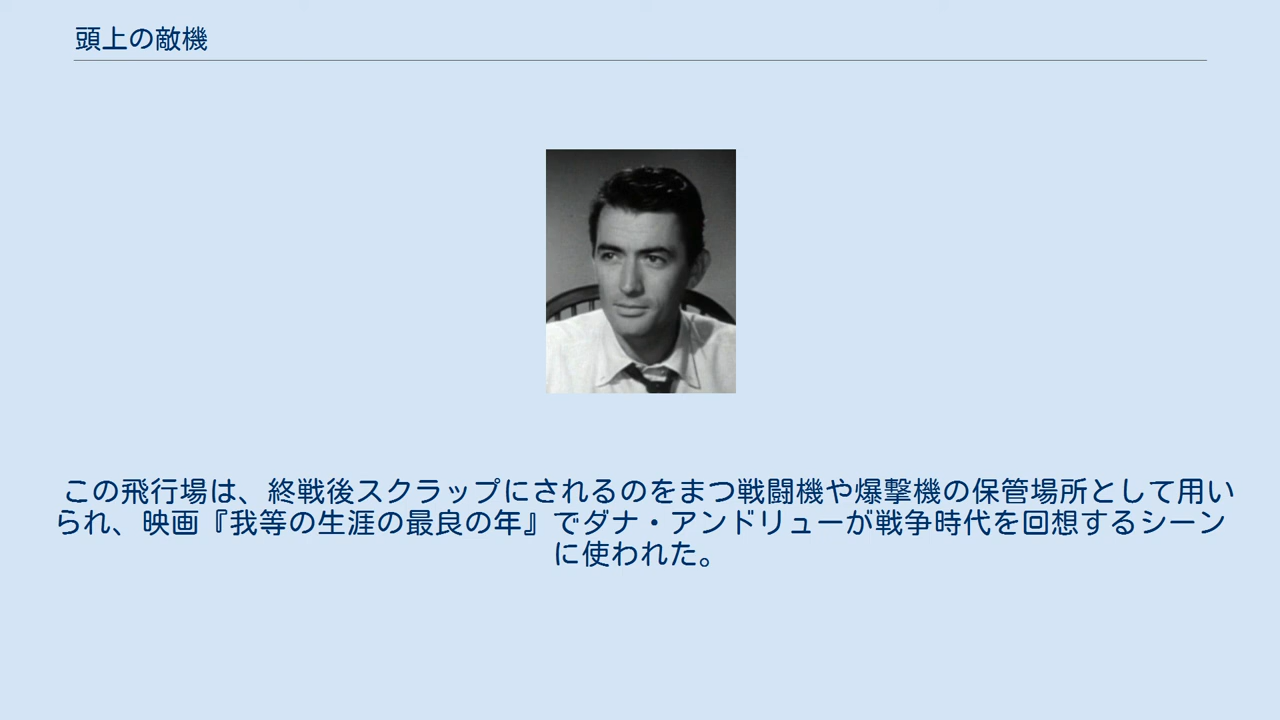 頭上の敵機
この飛行場は、終戦後スクラップにされるのをまつ戦闘機や爆撃機の保管場所として用い
られ、映画『我等の生涯の最良の年』でダナ・アンドリューが戦争時代を回想するシーン
に使われた。